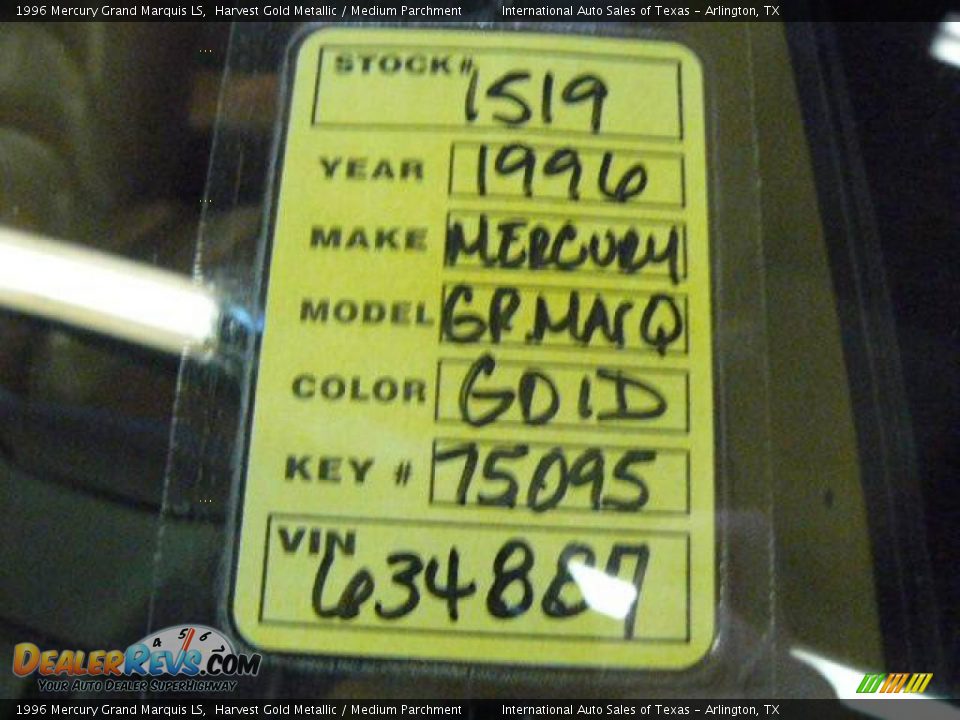 1996 Mercury Grand Marquis LS, Harvest Gold Metallic / Medium Parchment International Auto Sales of Texas - Arlington, TX
STOCK# 1519
YEAR 1996
MAKE MERCURY
MODEL GR.MARQ
COLOR GOLD
KEY # 75095
VIN 634887
DEALERREVS.COM
YOUR AUTO DEALER SUPERHIGHWAY
1996 Mercury Grand Marquis LS, Harvest Gold Metallic / Medium Parchment International Auto Sales of Texas - Arlington, TX